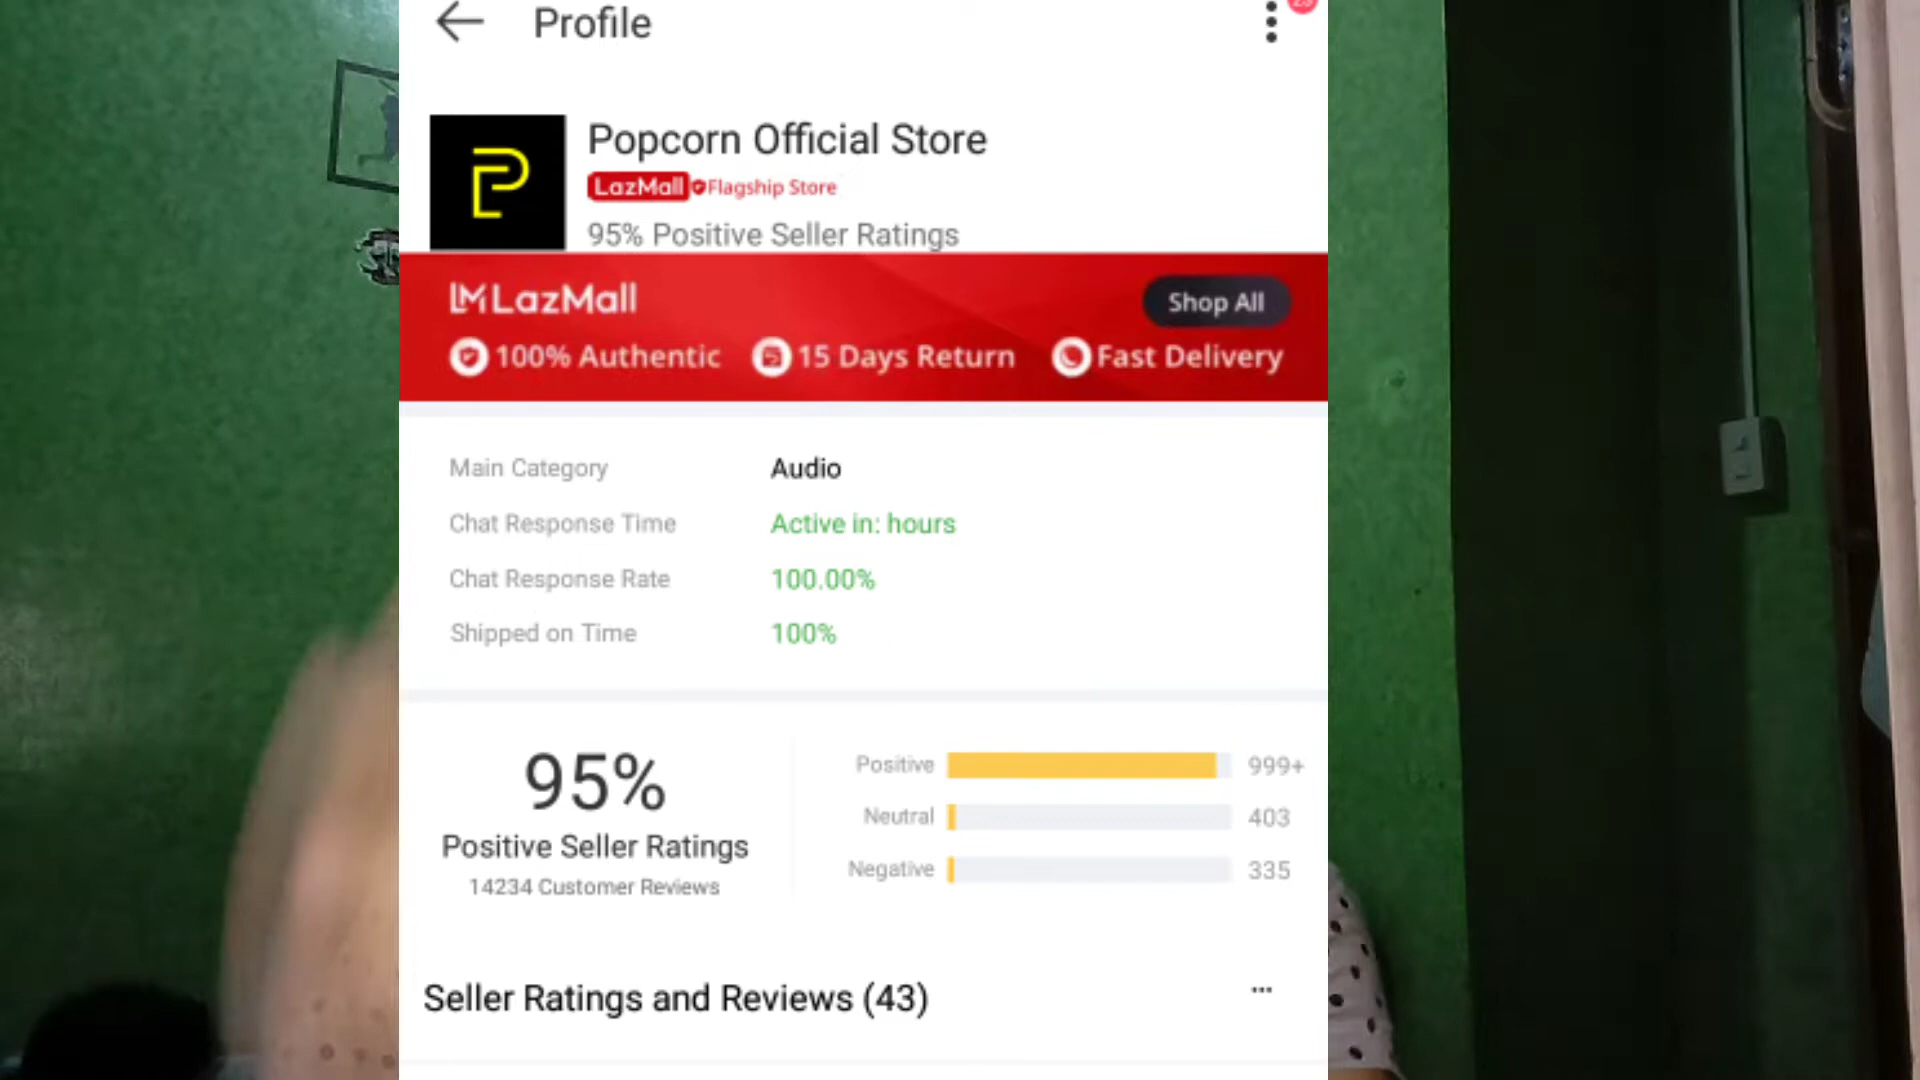 Profile
23
Popcorn Official Store
LazMall Flagship Store
95% Positive Seller Ratings
LazMall
Shop All
100% Authentic
15 Days Return
Fast Delivery
Main Category Audio
Chat Response Time Active in: hours
Chat Response Rate 100.00%
Shipped on Time 100%
95%
Positive Seller Ratings
14234 Customer Reviews
Positive 999+
Neutral 403
Negative 335
Seller Ratings and Reviews (43)